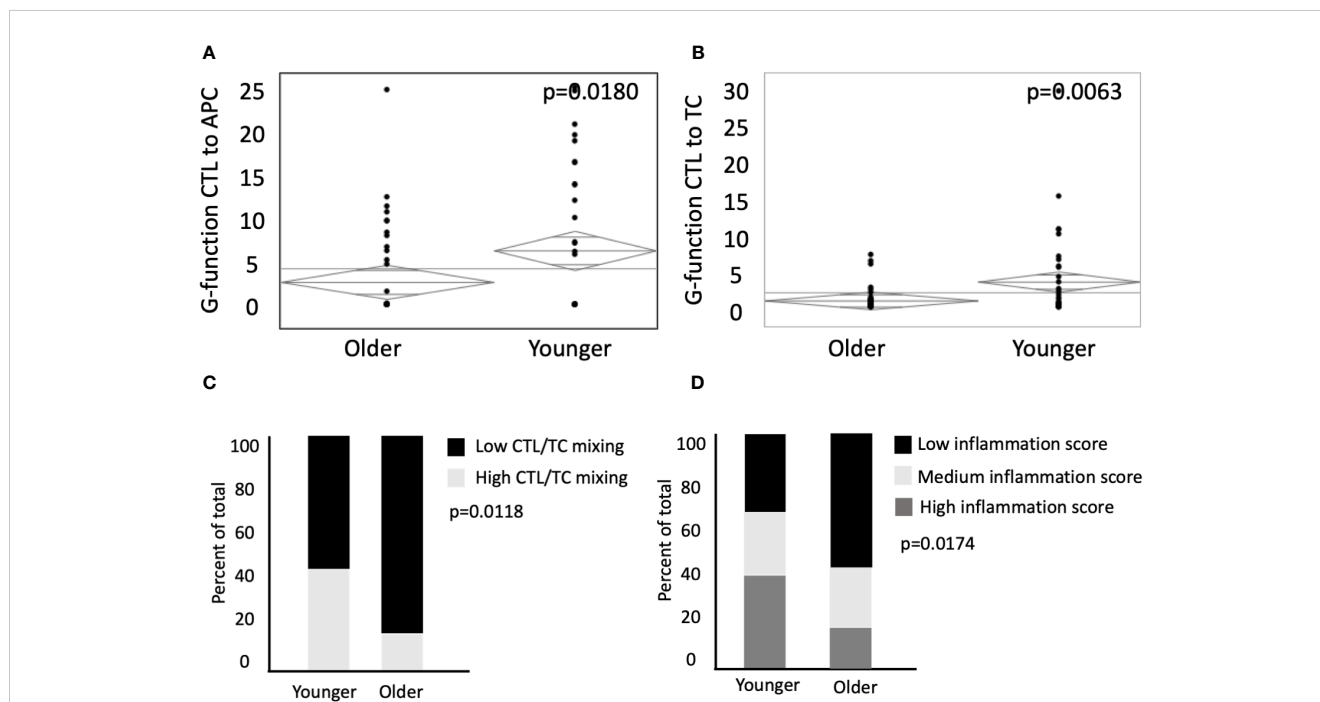 A
G-function CTL to APC
25
20
15
10
5
0
p=0.0180
Older
Younger
B
G-function CTL to TC
30
25
20
15
10
5
0
p=0.0063
Older
Younger
C
Percent of total
100
80
60
40
20
0
Low CTL/TC mixing
High CTL/TC mixing
p=0.0118
Younger
Older
D
Percent of total
100
80
60
40
20
0
Low inflammation score
Medium inflammation score
High inflammation score
p=0.0174
Younger
Older